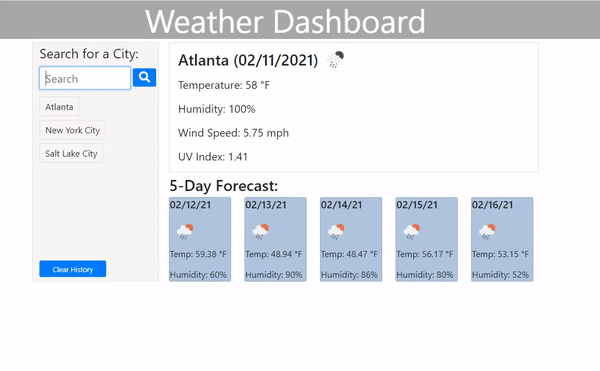 Weather Dashboard
Search for a City:
Search
Atlanta
New York City
Salt Lake City
Clear History
Atlanta (02/11/2021)
Temperature: 58 °F
Humidity: 100%
Wind Speed: 5.75 mph
UV Index: 1.41
5-Day Forecast:
02/12/21
Temp: 59.38 °F
Humidity: 60%
02/13/21
Temp: 48.94 °F
Humidity: 90%
02/14/21
Temp: 48.47 °F
Humidity: 86%
02/15/21
Temp: 56.17 °F
Humidity: 80%
02/16/21
Temp: 53.15 °F
Humidity: 52%